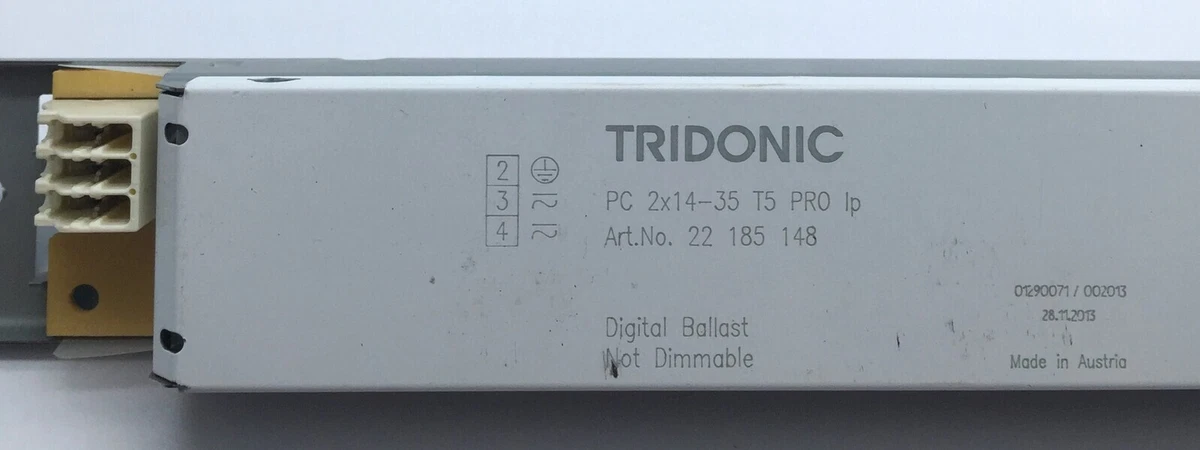 TRIDONIC
2
3
4
PC 2x14-35 T5 PRO lp
Art.No. 22 185 148
Digital Ballast
Not Dimmable
01290071 / 002013
28.11.2013
Made in Austria